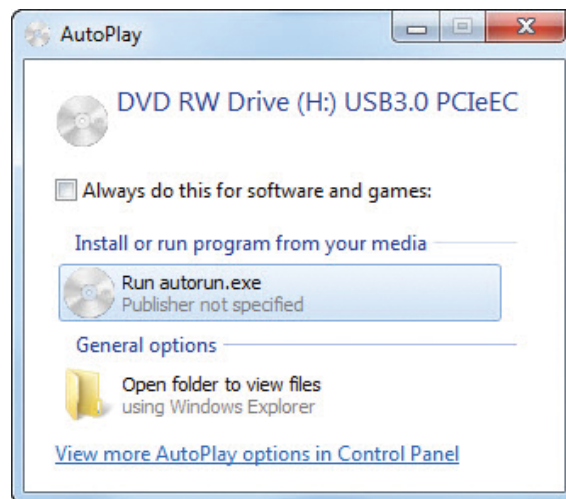 AutoPlay
DVD RW Drive (H:) USB3.0 PCIeEC
Always do this for software and games:
Install or run program from your media
Run autorun.exe
Publisher not specified
General options
Open folder to view files
using Windows Explorer
View more AutoPlay options in Control Panel